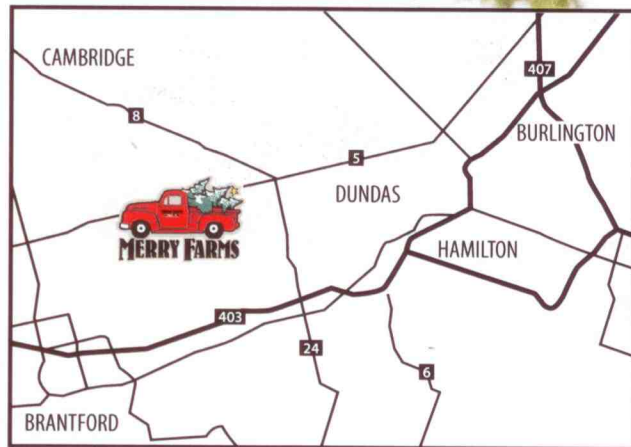 CAMBRIDGE
407
8
BURLINGTON
5
DUNDAS
MERRY FARMS
HAMILTON
403
24
6
BRANTFORD